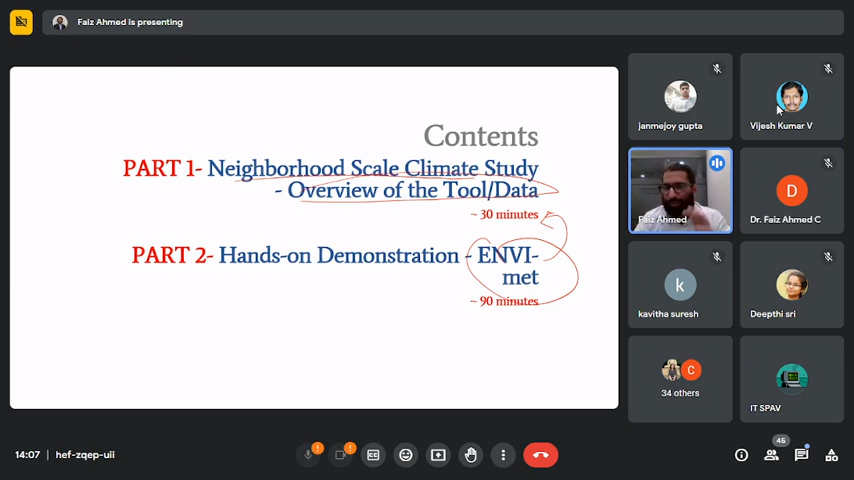 Faiz Ahmed is presenting
Contents
PART 1- Neighborhood Scale Climate Study
- Overview of the Tool/Data
~ 30 minutes
PART 2- Hands-on Demonstration - ENVI-
met
~ 90 minutes
janmejoy gupta
Vijesh Kumar V
Faiz Ahmed
D
Dr. Faiz Ahmed C
k
kavitha suresh
Deepthi sri
C
34 others
IT SPAV
14:07
hef-zqep-uii
46